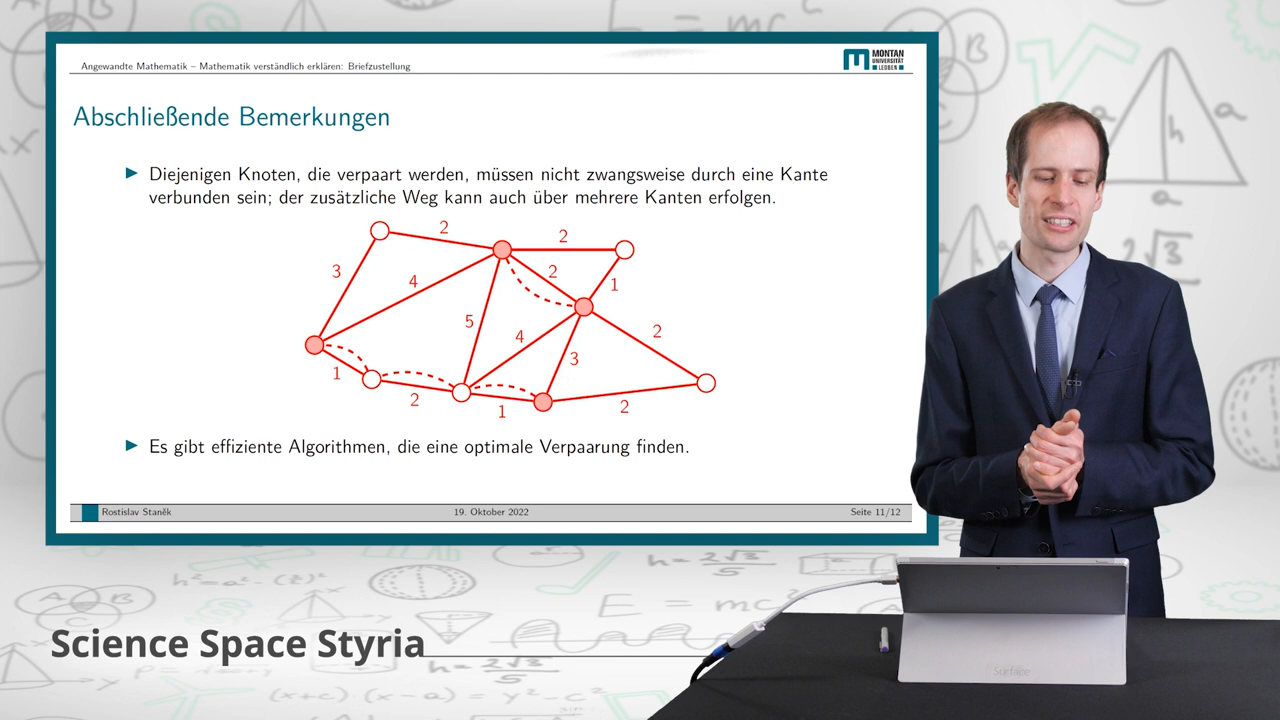 Angewandte Mathematik – Mathematik verständlich erklären: Briefzustellung
MONTAN
UNIVERSITÄT
LEOBEN
Abschließende Bemerkungen
▶ Diejenigen Knoten, die verpaart werden, müssen nicht zwangsweise durch eine Kante
verbunden sein; der zusätzliche Weg kann auch über mehrere Kanten erfolgen.
2
2
3
4
2
1
5
4
2
3
1
2
1
2
▶ Es gibt effiziente Algorithmen, die eine optimale Verpaarung finden.
Rostislav Staněk
19. Oktober 2022
Seite 11/12
Science Space Styria
E = mc²
Surface